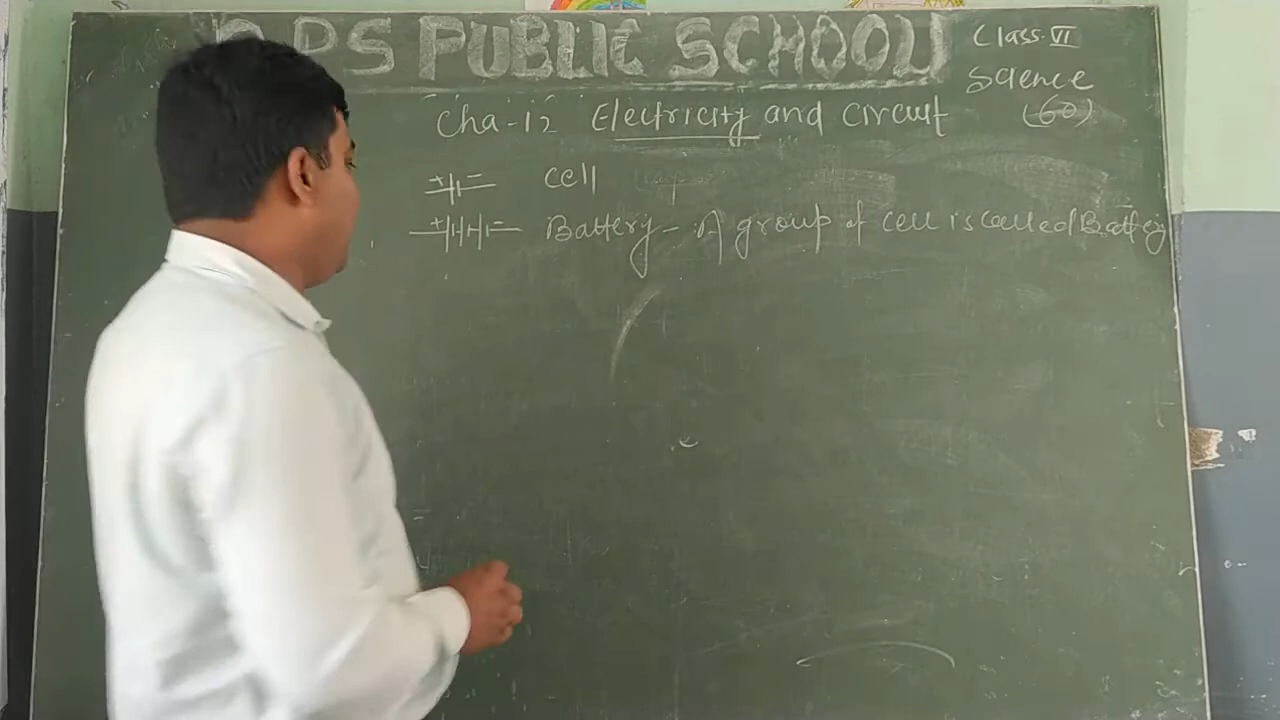 PS PUBLIC SCHOOL
Class-VI
Science
(60)
Cha-12 Electricity and Circuit
+ - cell
+ - Battery - A group of cell is called Battery